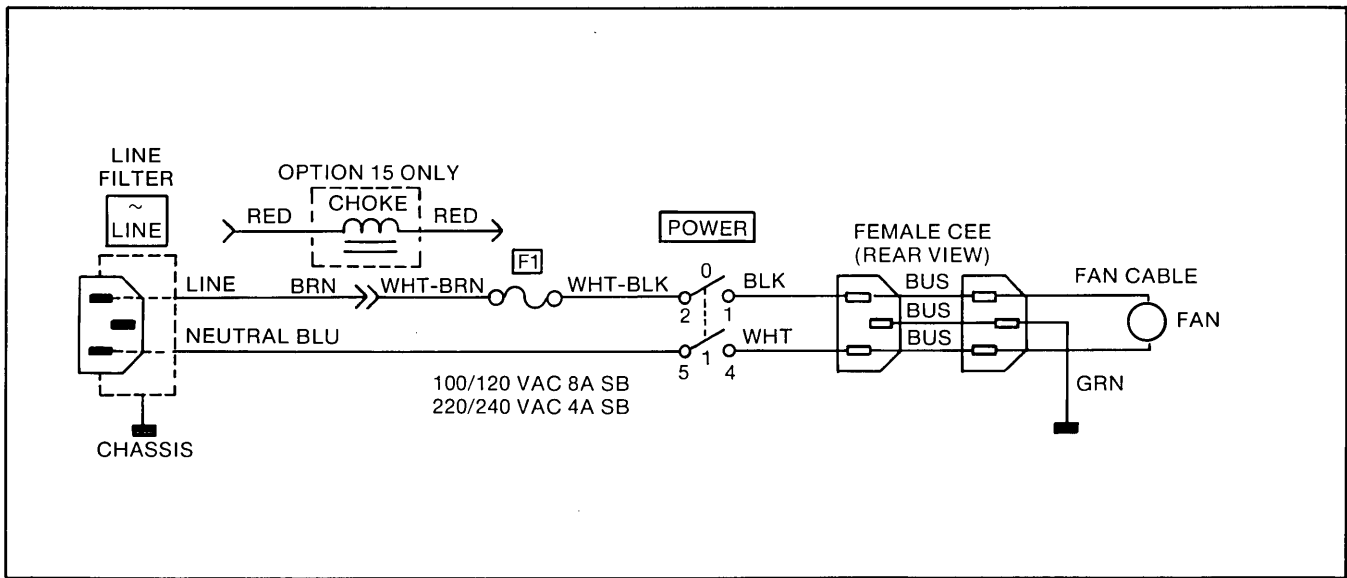 LINE
FILTER
~
LINE
OPTION 15 ONLY
CHOKE
RED
RED
POWER
FEMALE CEE
(REAR VIEW)
FAN CABLE
F1
LINE
BRN
WHT-BRN
WHT-BLK
0
2
1
BLK
BUS
BUS
BUS
FAN
NEUTRAL BLU
5
1
4
WHT
GRN
100/120 VAC 8A SB
220/240 VAC 4A SB
CHASSIS